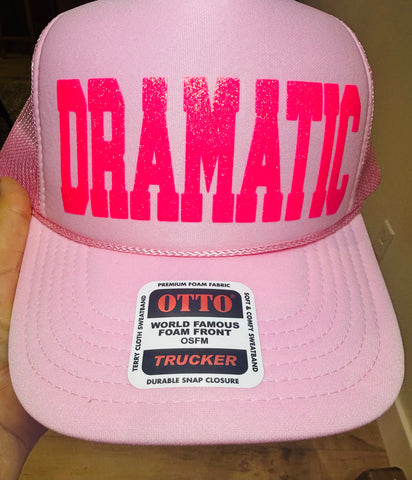 DRAMATIC
PREMIUM FOAM FABRIC
TERRY CLOTH SWEATBAND
OTTO®
WORLD FAMOUS
FOAM FRONT
OSFM
TRUCKER
SOFT & COMFY SWEATBAND
DURABLE SNAP CLOSURE